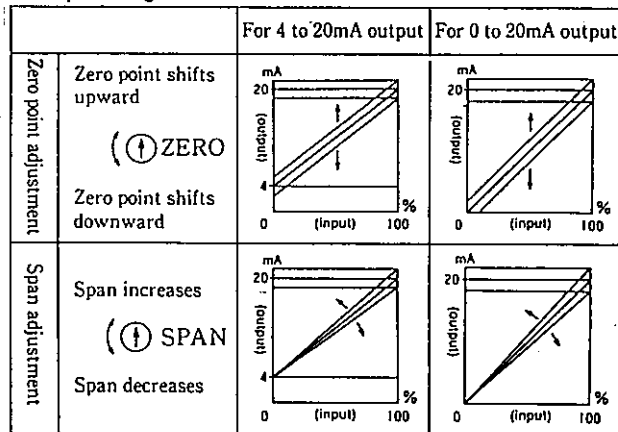 For 4 to 20mA output
For 0 to 20mA output
Zero point adjustment
Zero point shifts
upward
ZERO
Zero point shifts
downward
mA
20
(output)
4
0
(input)
100
%
mA
20
(output)
0
(input)
100
%
Span adjustment
Span increases
SPAN
Span decreases
mA
20
(output)
4
0
(input)
100
%
mA
20
(output)
0
(input)
100
%